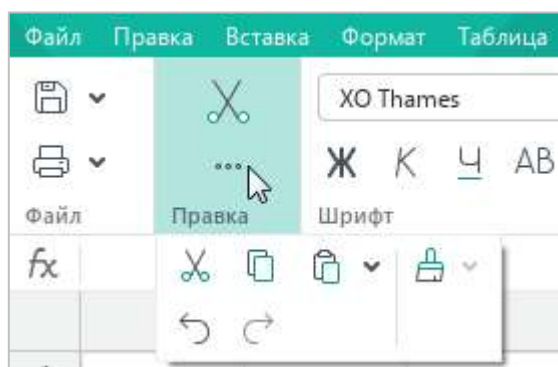 Файл Правка Вставка Формат Таблица
XO Thames
Ж К Ч АВ
Файл Правка Шрифт
fx